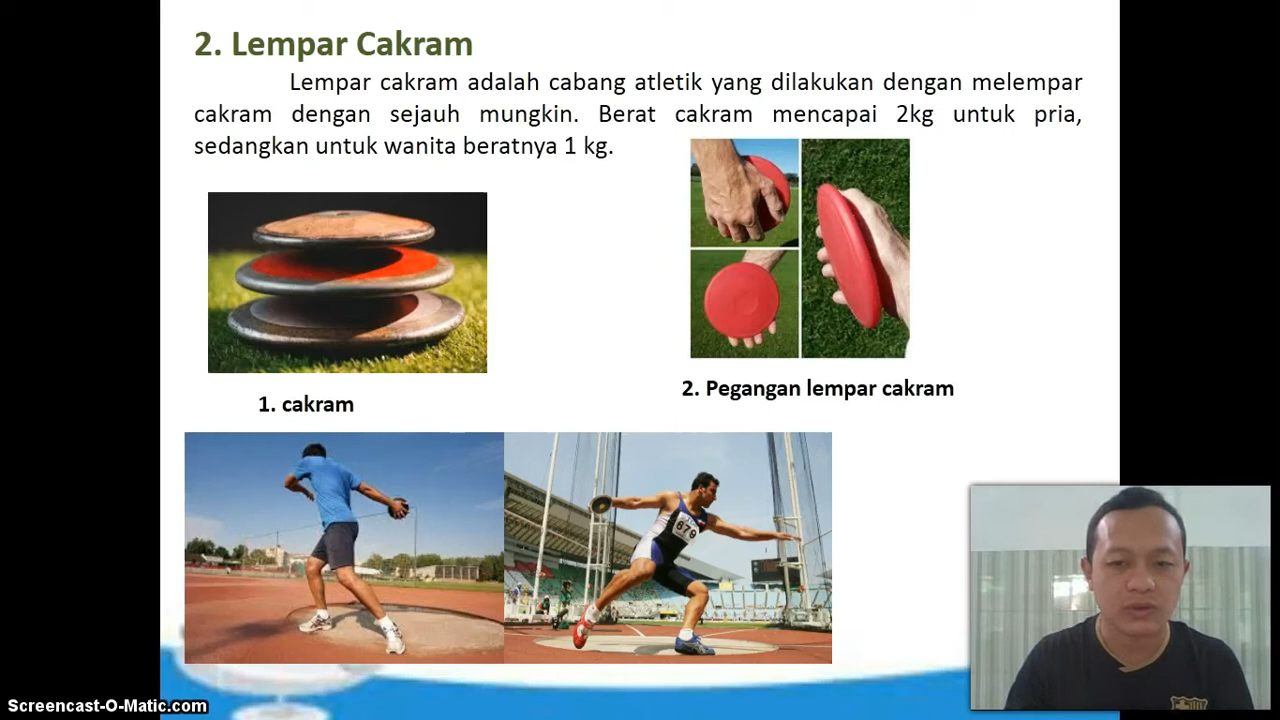 2. Lempar Cakram
Lempar cakram adalah cabang atletik yang dilakukan dengan melempar
cakram dengan sejauh mungkin. Berat cakram mencapai 2kg untuk pria,
sedangkan untuk wanita beratnya 1 kg.
1. cakram
2. Pegangan lempar cakram
679
Screencast-O-Matic.com